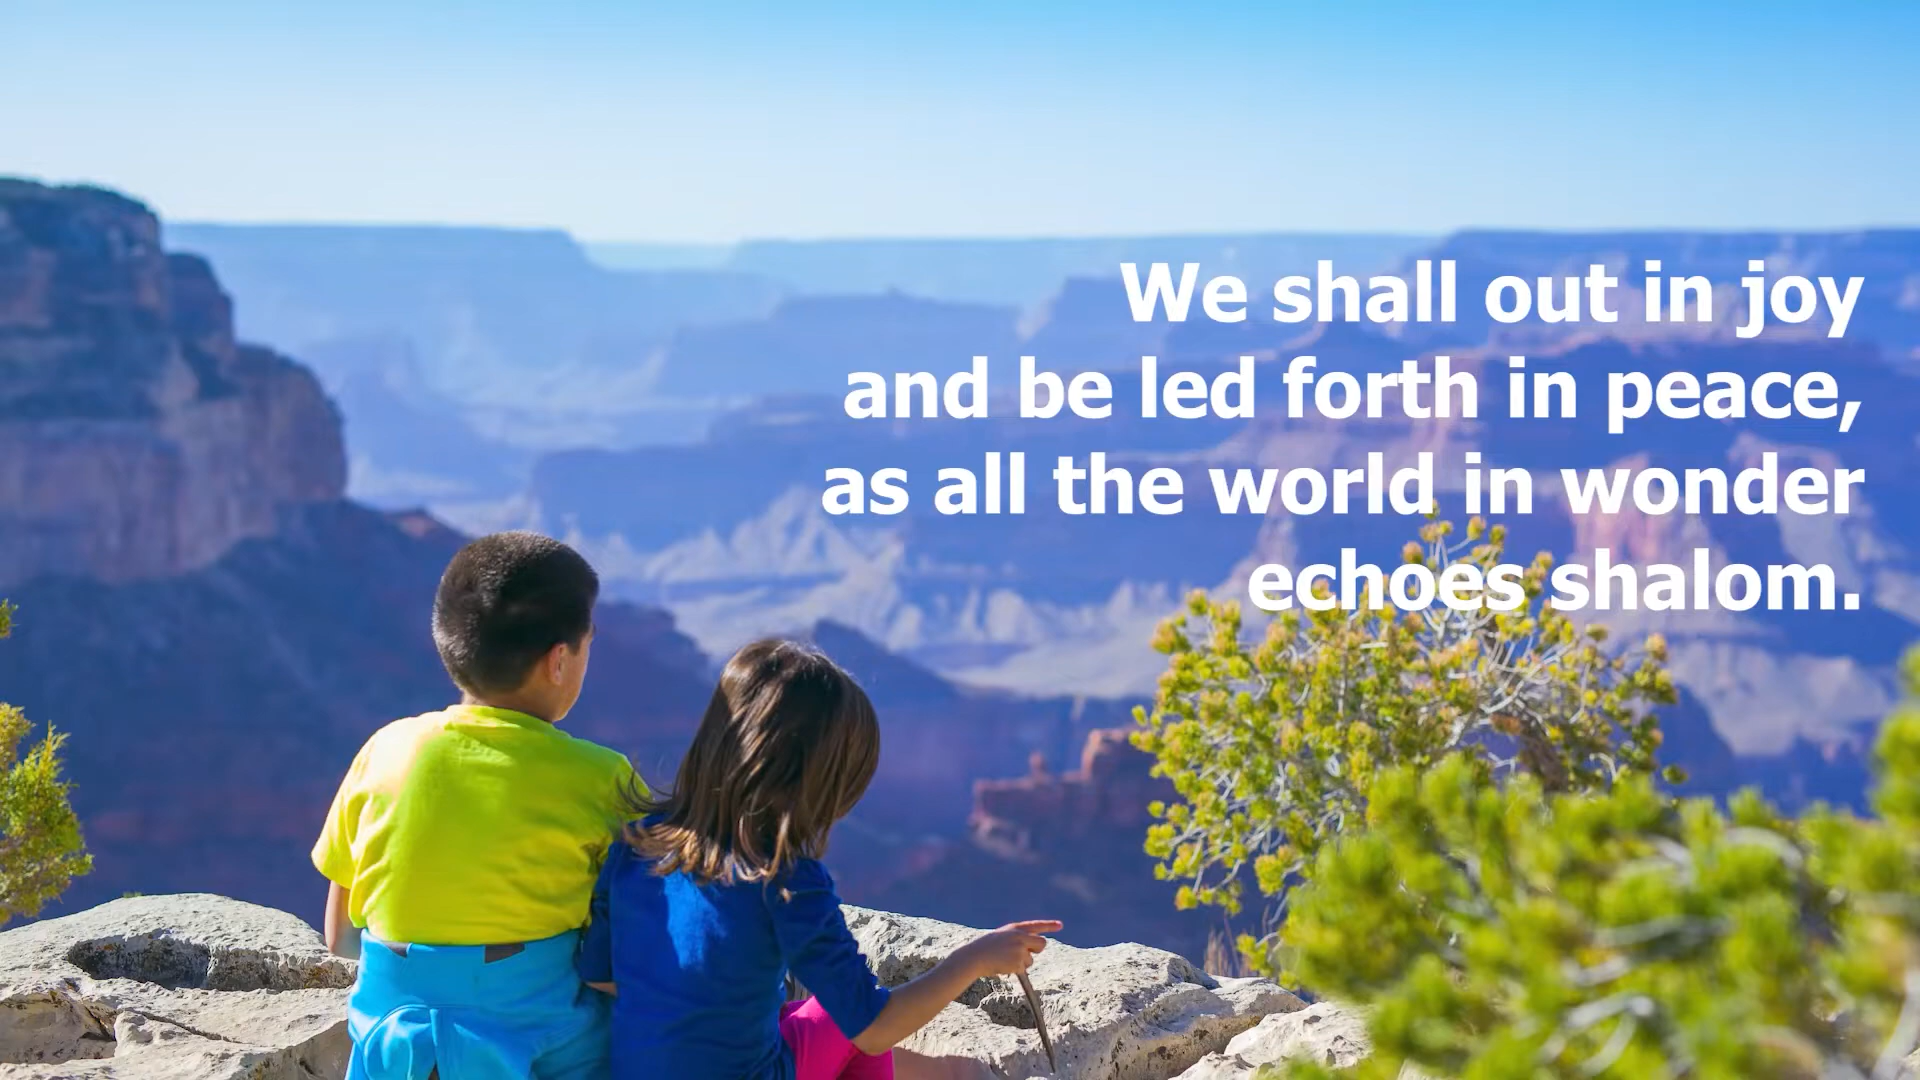 We shall out in joy
and be led forth in peace,
as all the world in wonder
echoes shalom.